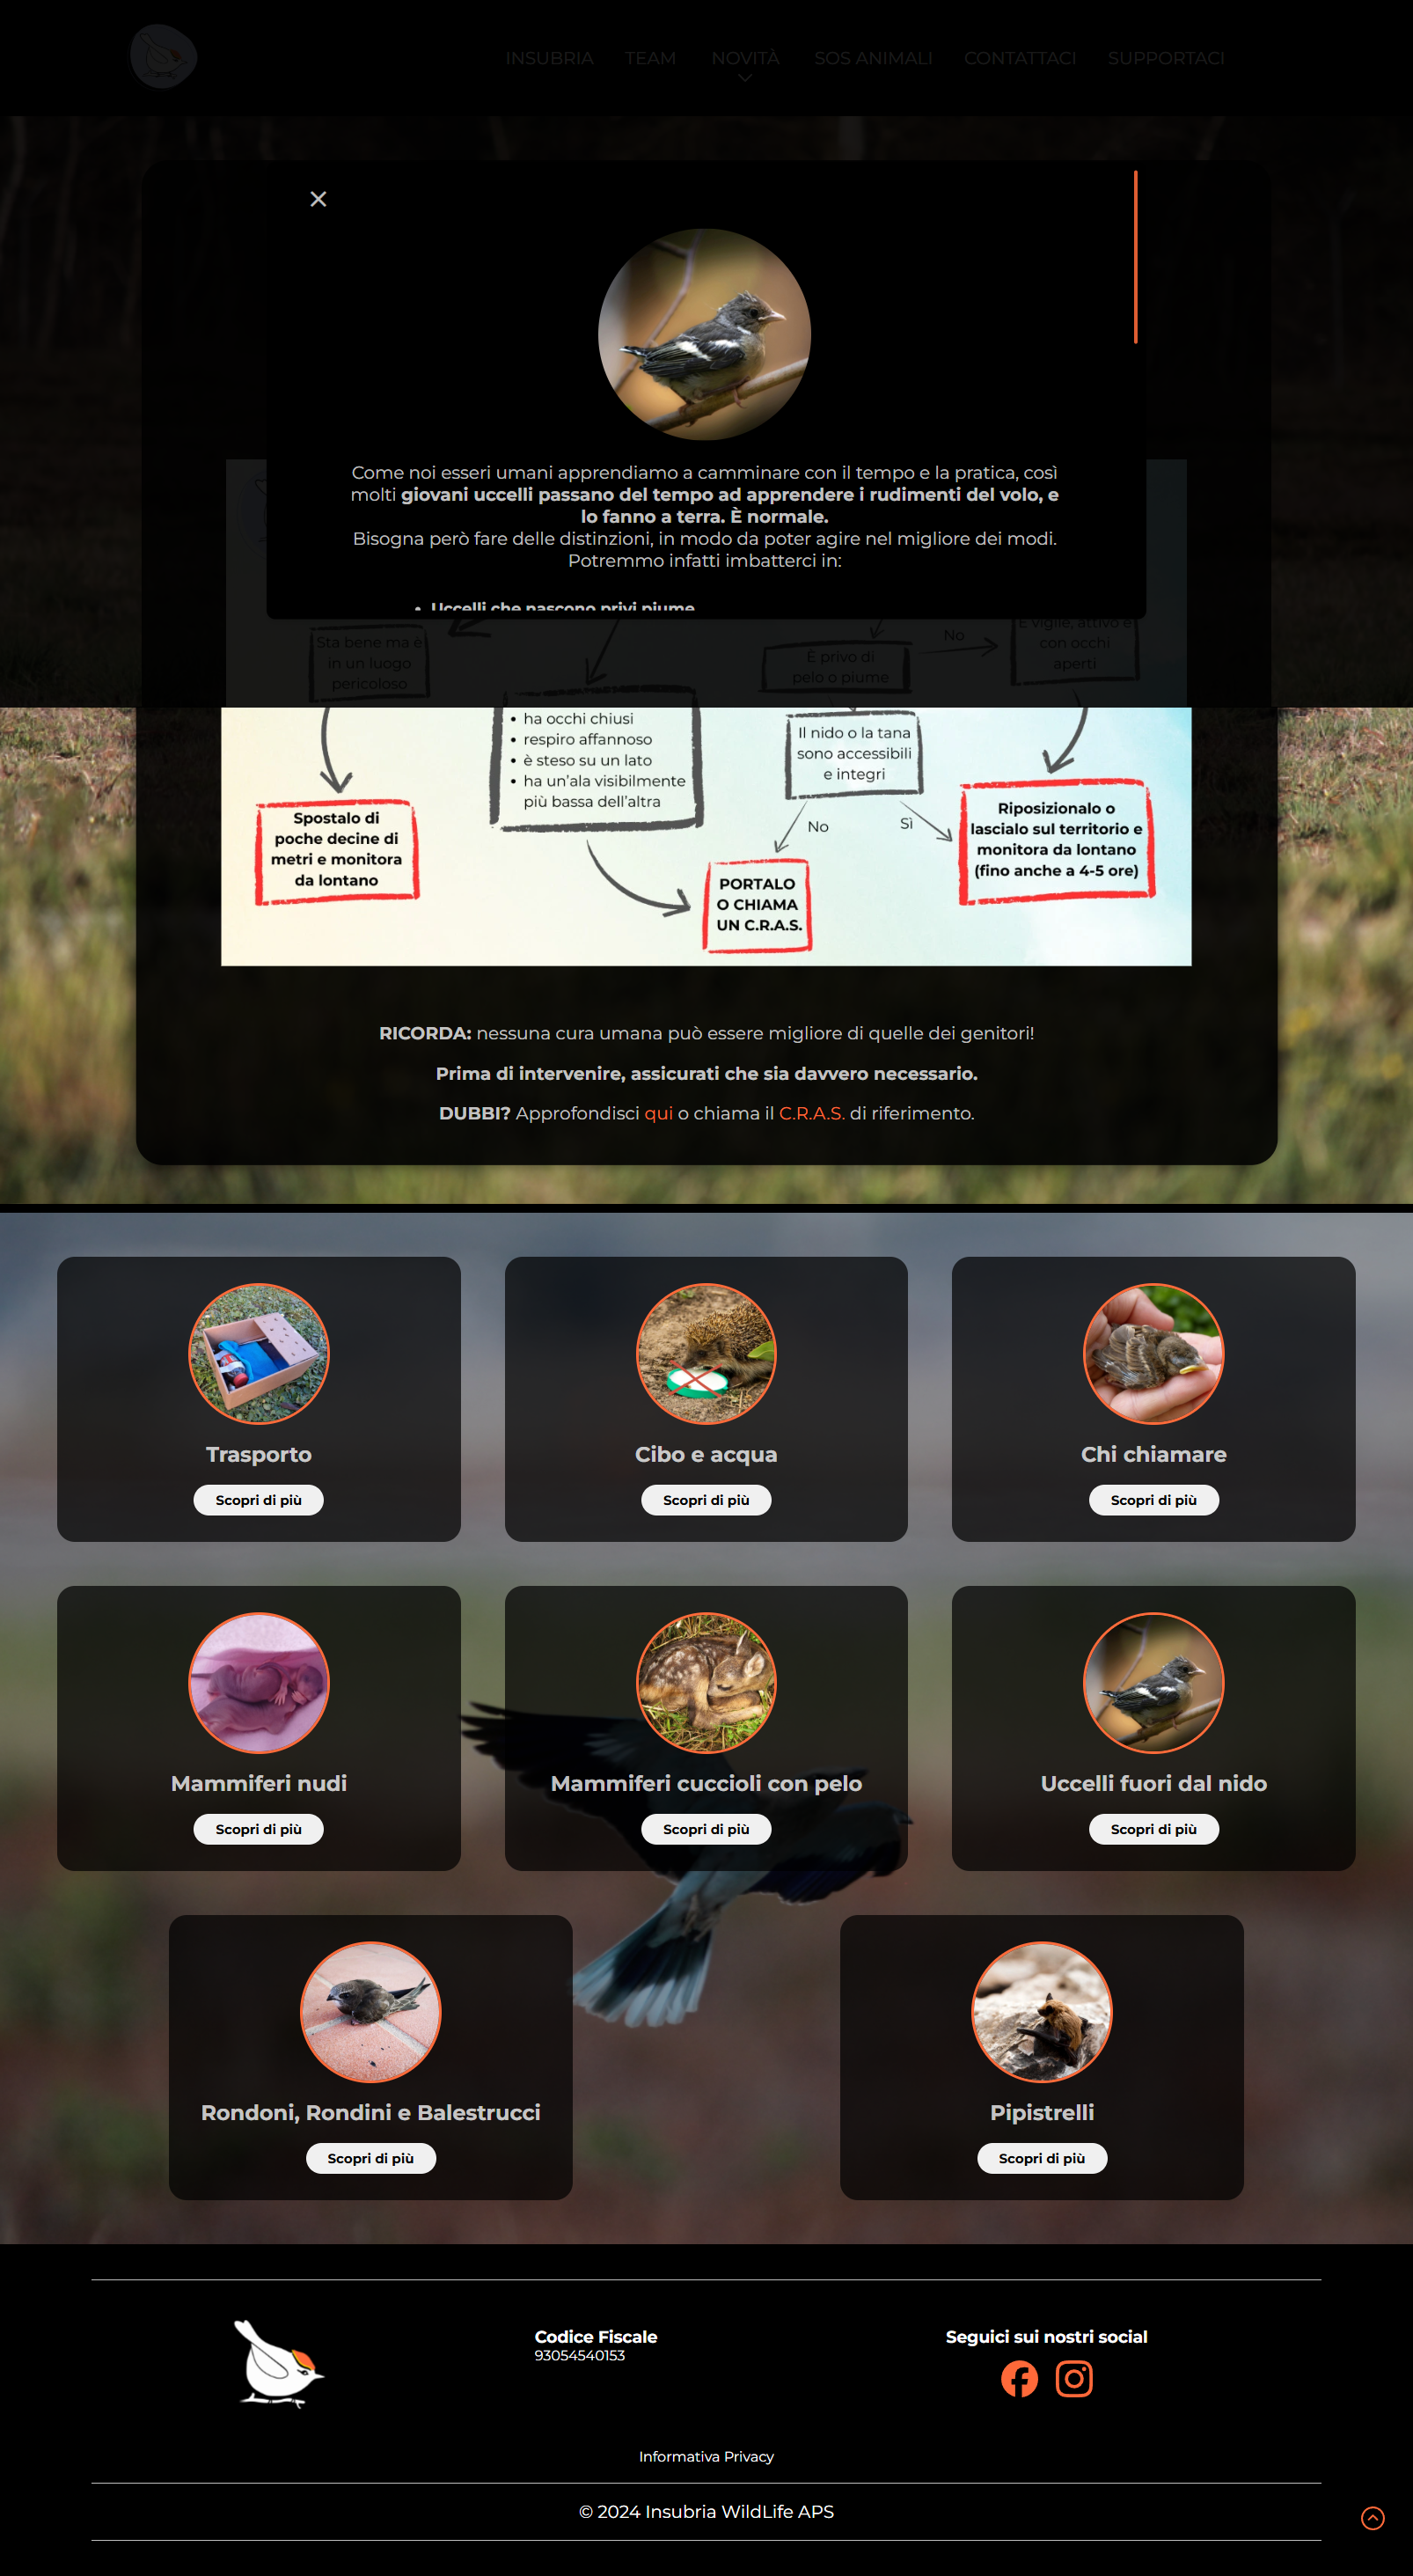 INSUBRIA TEAM NOVITÀ SOS ANIMALI CONTATTACI SUPPORTACI
Come noi esseri umani apprendiamo a camminare con il tempo e la pratica, così
molti giovani uccelli passano del tempo ad apprendere i rudimenti del volo, e
lo fanno a terra. È normale.
Bisogna però fare delle distinzioni, in modo da poter agire nel migliore dei modi.
Potremmo infatti imbatterci in:
• Uccelli che nascono privi piume
Sta bene ma è
in un luogo
pericoloso
È privo di
pelo o piume
No
È vigile, attivo e
con occhi
aperti
• ha occhi chiusi
• respiro affannoso
• è steso su un lato
• ha un'ala visibilmente
più bassa dell'altra
Il nido o la tana
sono accessibili
e integri
Spostalo di
poche decine di
metri e monitora
da lontano
No
Sì
Riposizionalo o
lascialo sul territorio e
monitora da lontano
(fino anche a 4-5 ore)
PORTALO
O CHIAMA
UN C.R.A.S.
RICORDA: nessuna cura umana può essere migliore di quelle dei genitori!
Prima di intervenire, assicurati che sia davvero necessario.
DUBBI? Approfondisci qui o chiama il C.R.A.S. di riferimento.
Trasporto
Scopri di più
Cibo e acqua
Scopri di più
Chi chiamare
Scopri di più
Mammiferi nudi
Scopri di più
Mammiferi cuccioli con pelo
Scopri di più
Uccelli fuori dal nido
Scopri di più
Rondoni, Rondini e Balestrucci
Scopri di più
Pipistrelli
Scopri di più
Codice Fiscale
93054540153
Seguici sui nostri social
Informativa Privacy
© 2024 Insubria WildLife APS